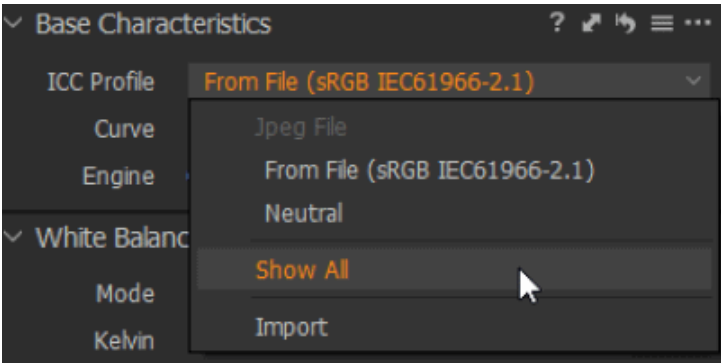 Base Characteristics
ICC Profile From File (sRGB IEC61966-2.1)
Curve Jpeg File
Engine From File (sRGB IEC61966-2.1)
Neutral
White Balanc
Show All
Mode
Kelvin Import